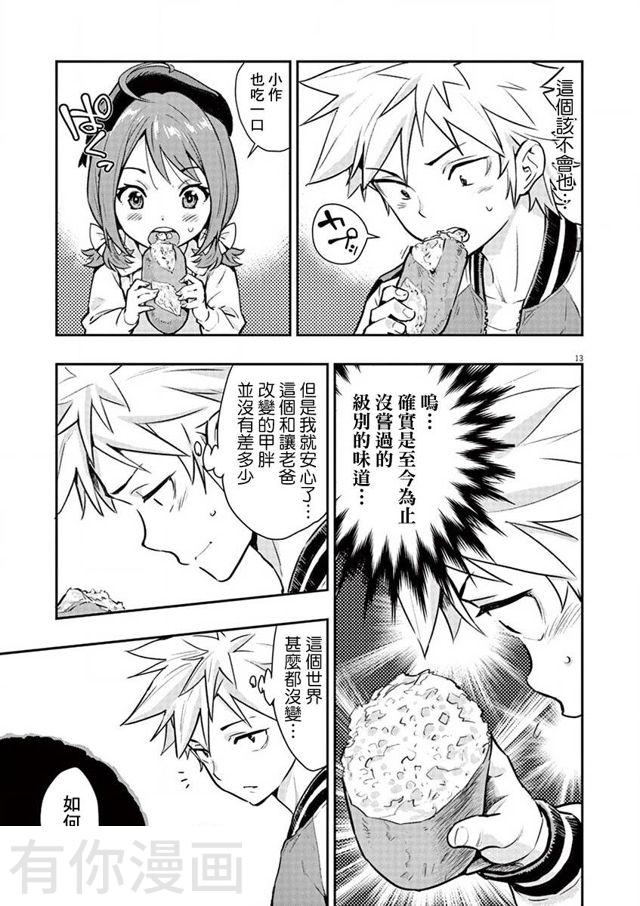 這個該不會也…
メリッ
小作
也吃一口
ぱくっ
13
嗚…
確實是至今為止
沒嘗過的
級別的味道…
但是我就安心了…
這個和讓老爸
改變的甲胖
並沒有差多少
這個世界
甚麼都沒變…
如何
有你漫画